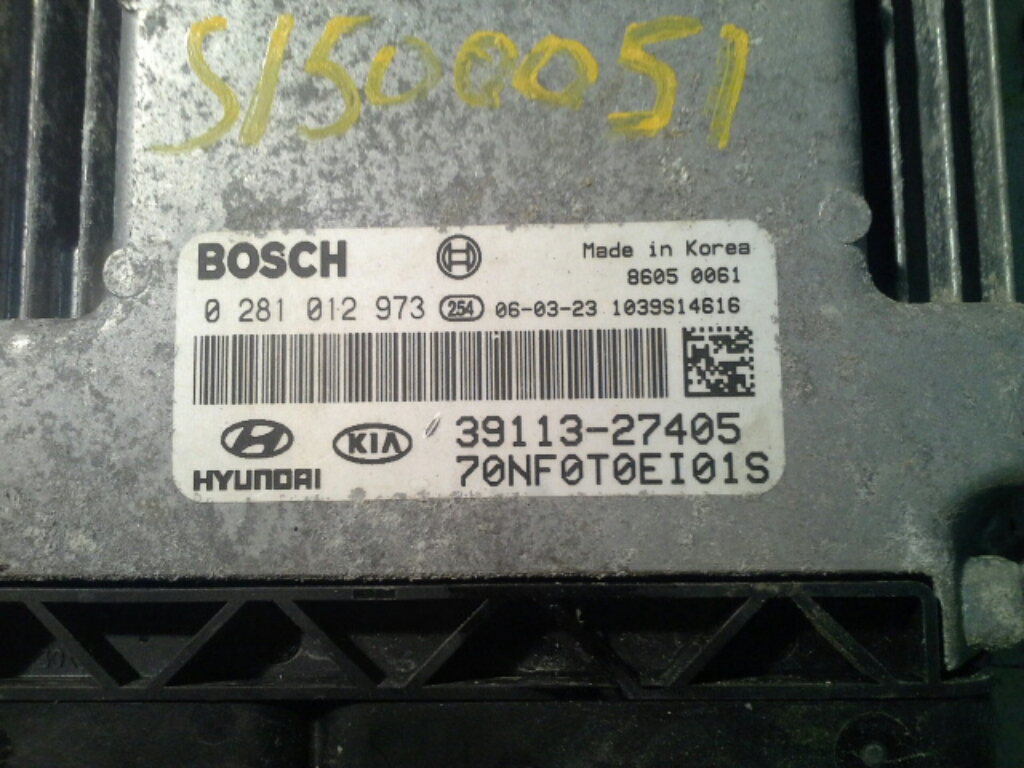 S1500051
BOSCH
Made in Korea
8605 0061
0 281 012 973 254 06-03-23 1039S14616
HYUNDAI KIA 39113-27405
70NF0T0EI01S